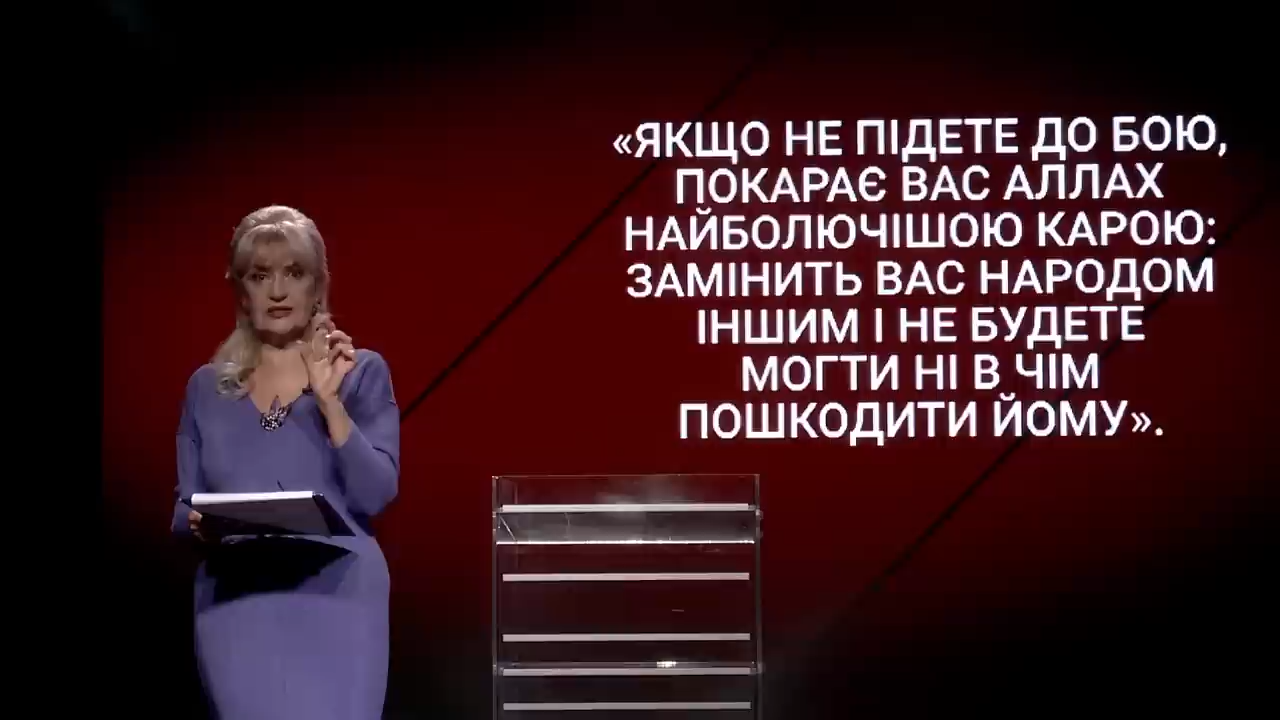 «ЯКЩО НЕ ПІДЕТЕ ДО БОЮ,
ПОКАРАЄ ВАС АЛЛАХ
НАЙБОЛЮЧІШОЮ КАРОЮ:
ЗАМІНИТЬ ВАС НАРОДОМ
ІНШИМ І НЕ БУДЕТЕ
МОГТИ НІ В ЧІМ
ПОШКОДИТИ ЙОМУ».